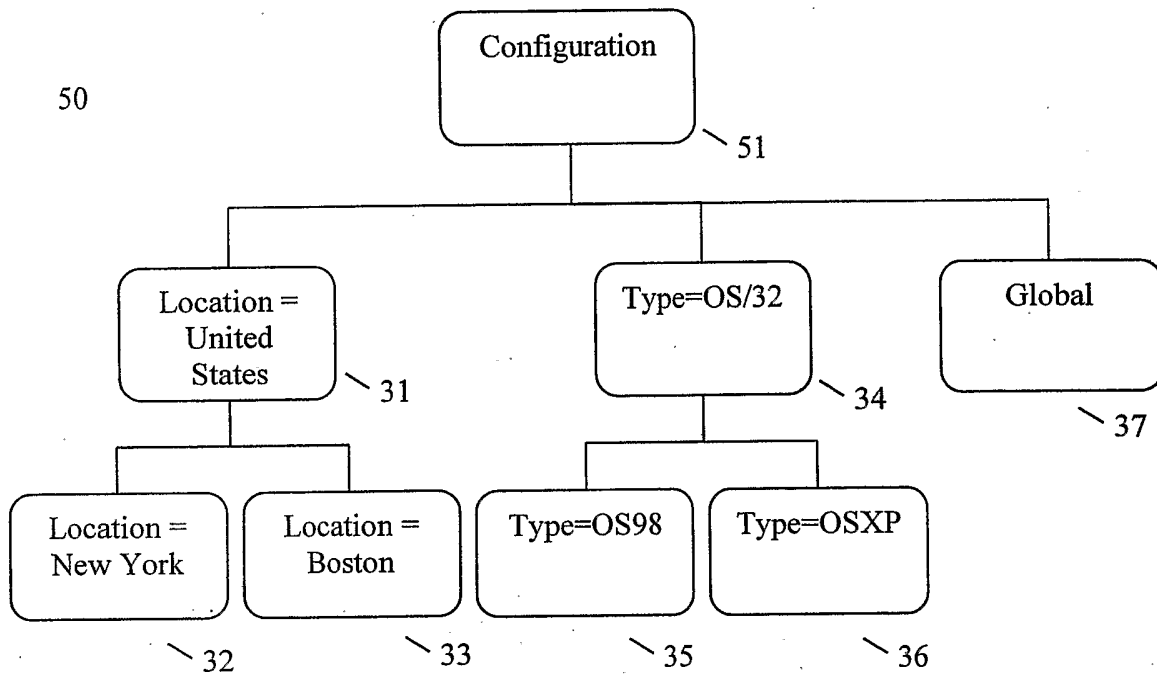 Configuration
50
51
Location =
United
States
31
Type=OS/32
34
Global
37
Location =
New York
32
Location =
Boston
33
Type=OS98
35
Type=OSXP
36